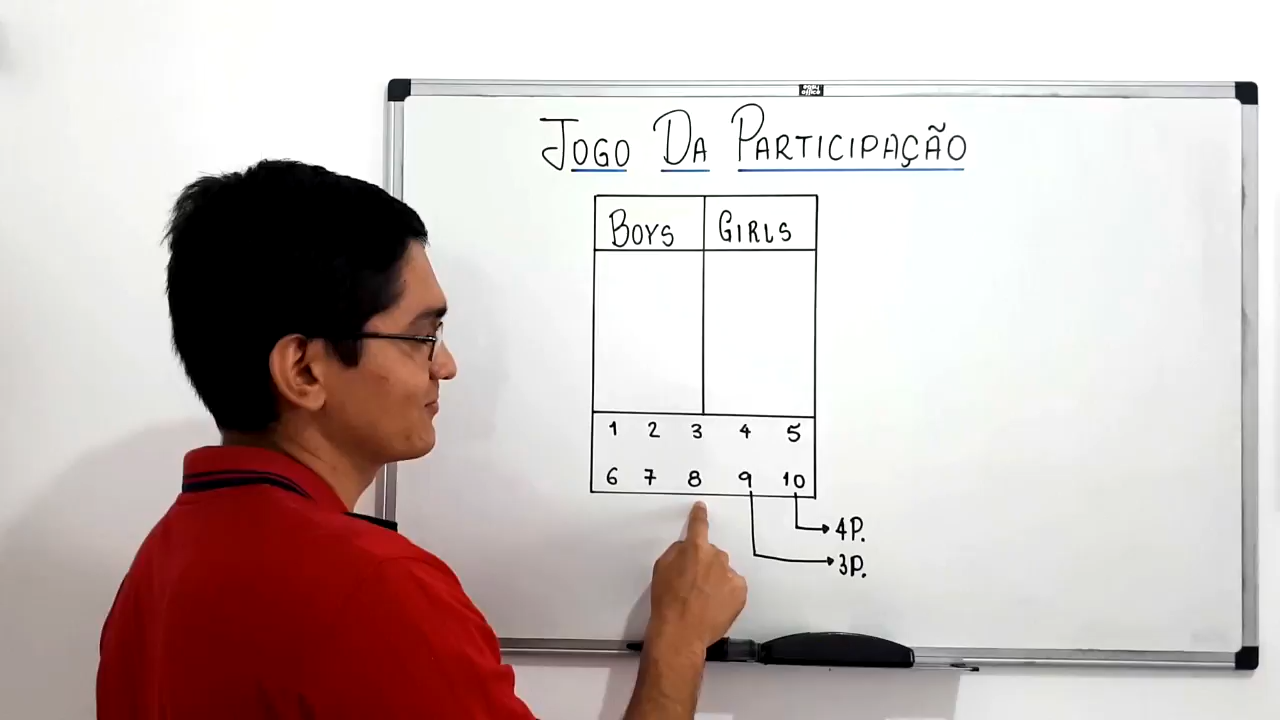 JOGO DA PARTICIPAÇÃO
BOYS GIRLS
1 2 3 4 5
6 7 8 9 10
4P.
3P.